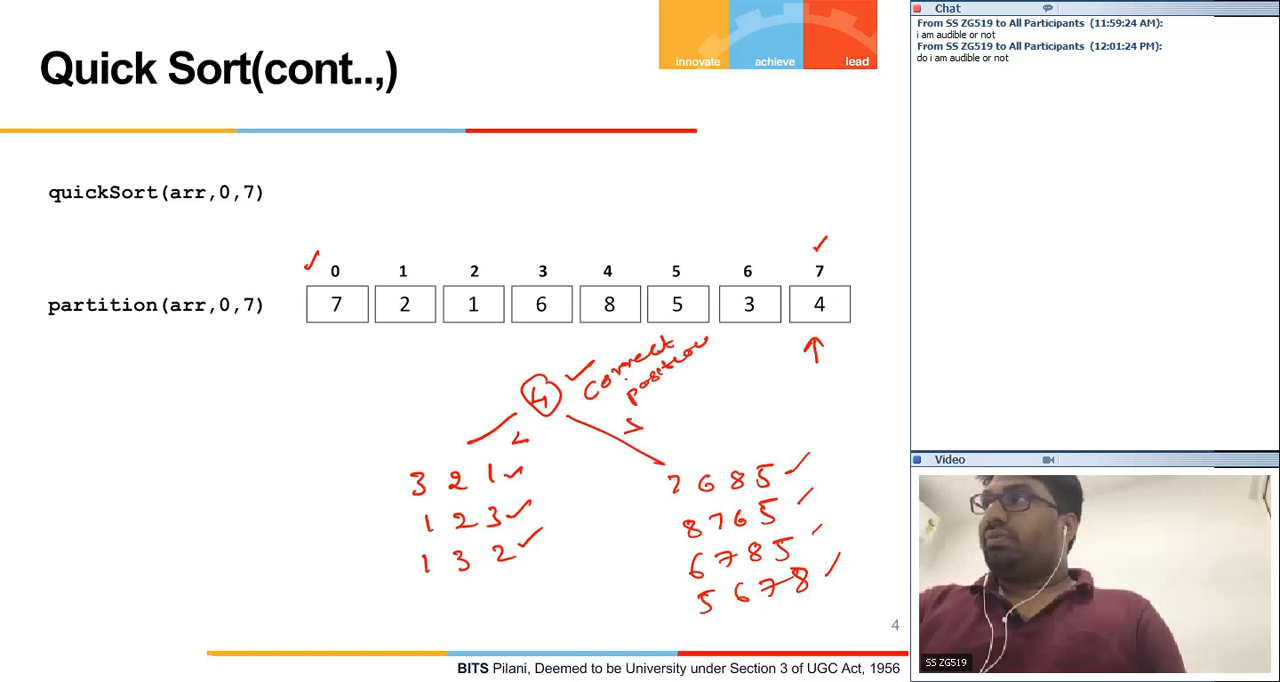 Quick Sort(cont..,)
innovate achieve lead
quickSort(arr,0,7)
0 1 2 3 4 5 6 7
partition(arr,0,7) 7 2 1 6 8 5 3 4
4 correct
position
< >
3 2 1 7 6 8 5
1 2 3 8 7 6 5
1 3 2 6 7 8 5
5 6 7 8
4
BITS Pilani, Deemed to be University under Section 3 of UGC Act, 1956
Chat
From SS ZG519 to All Participants (11:59:24 AM):
i am audible or not
From SS ZG519 to All Participants (12:01:24 PM):
do i am audible or not
Video
SS ZG519